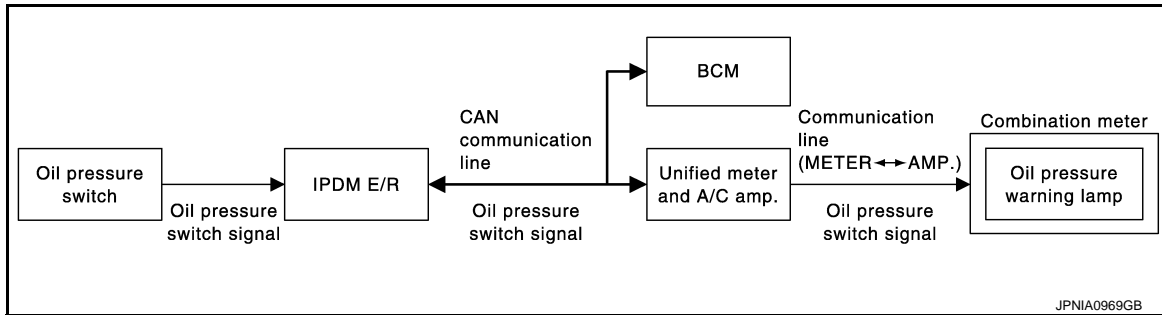 BCM
CAN
communication
line
Communication
line
(METER ↔ AMP.)
Combination meter
Oil pressure
switch
IPDM E/R
Unified meter
and A/C amp.
Oil pressure
warning lamp
Oil pressure
switch signal
Oil pressure
switch signal
Oil pressure
switch signal
JPNIA0969GB